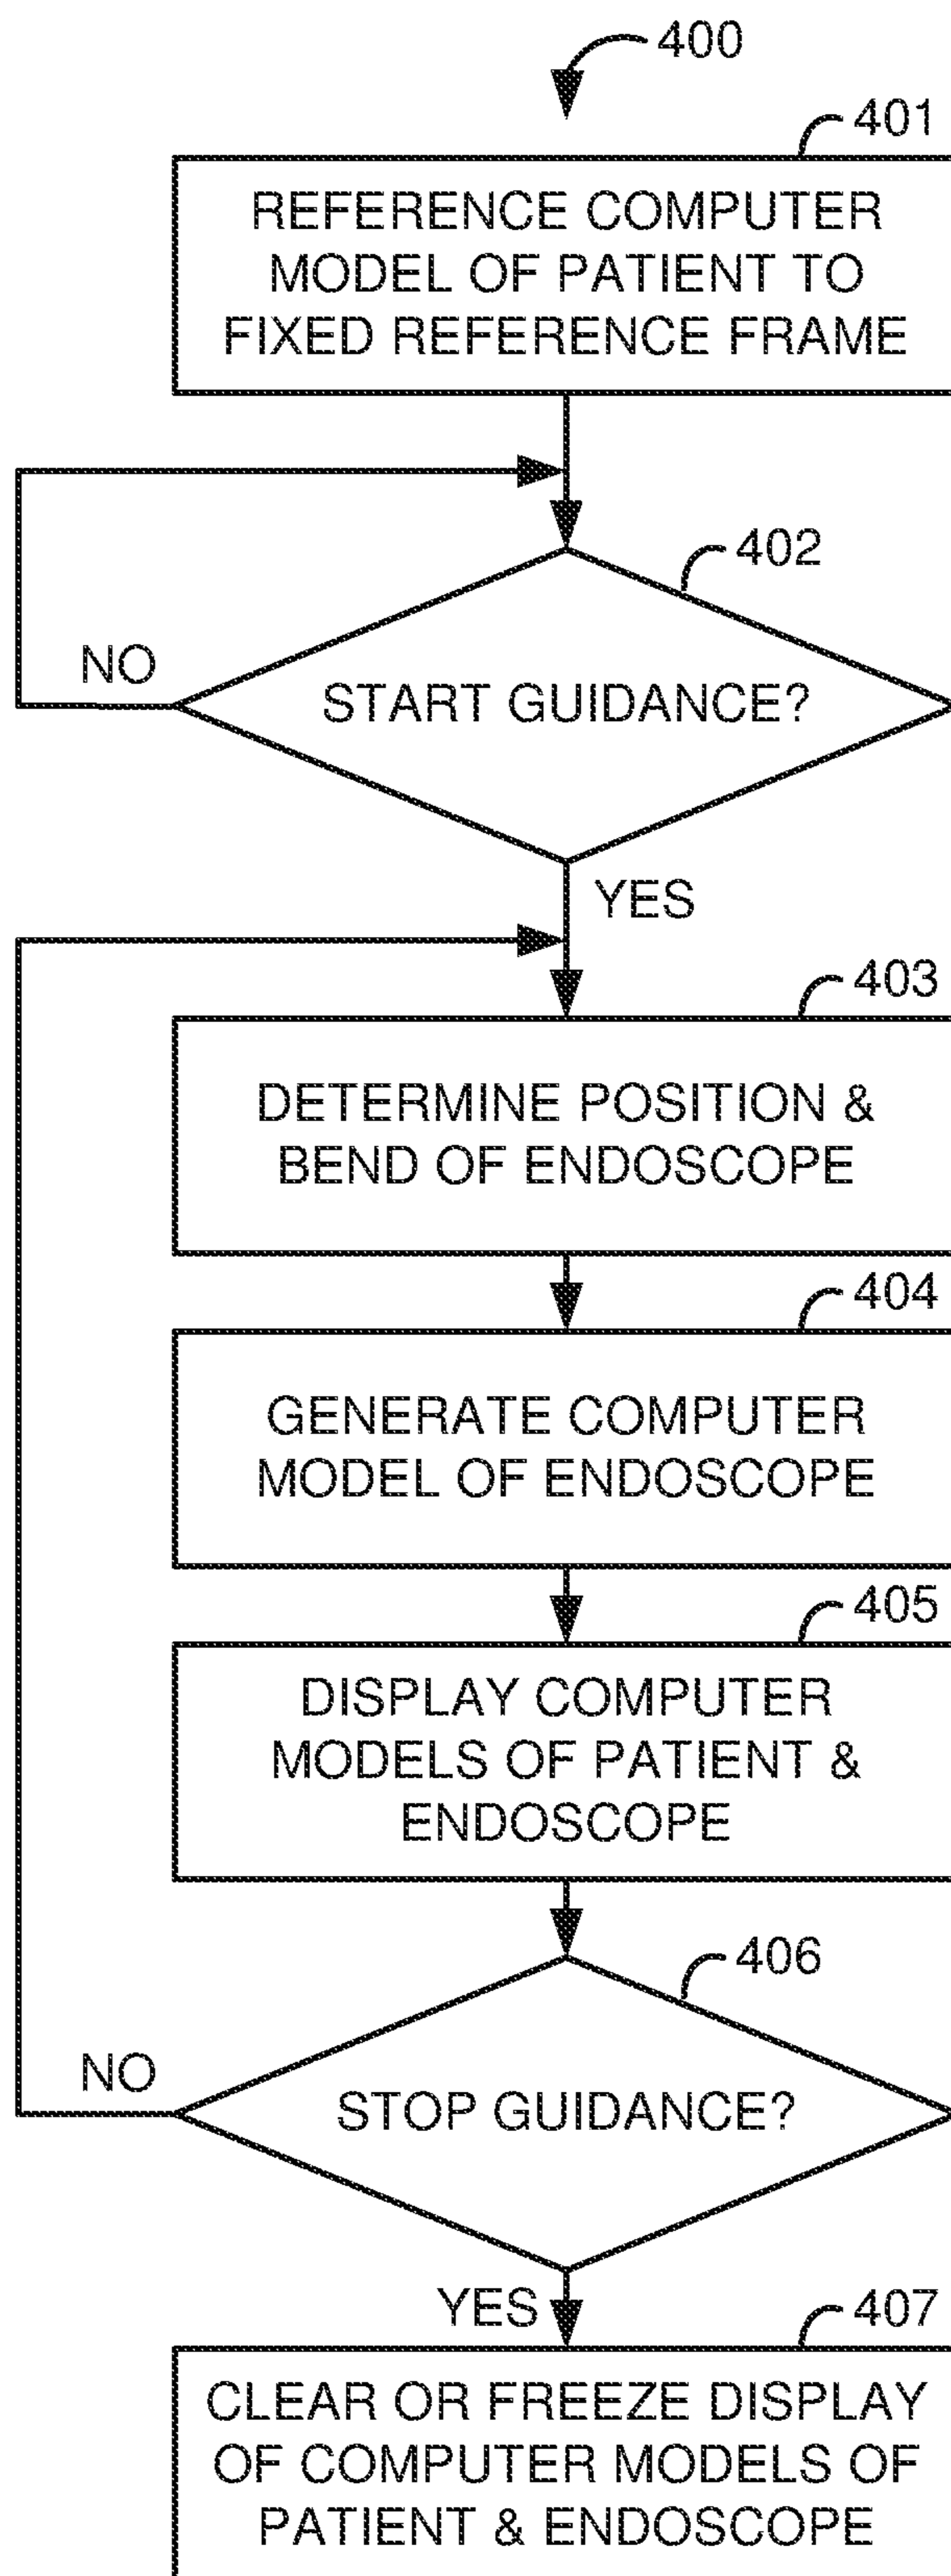 400
401
REFERENCE COMPUTER
MODEL OF PATIENT TO
FIXED REFERENCE FRAME
402
NO
START GUIDANCE?
YES
403
DETERMINE POSITION &
BEND OF ENDOSCOPE
404
GENERATE COMPUTER
MODEL OF ENDOSCOPE
405
DISPLAY COMPUTER
MODELS OF PATIENT &
ENDOSCOPE
406
NO
STOP GUIDANCE?
YES
407
CLEAR OR FREEZE DISPLAY
OF COMPUTER MODELS OF
PATIENT & ENDOSCOPE